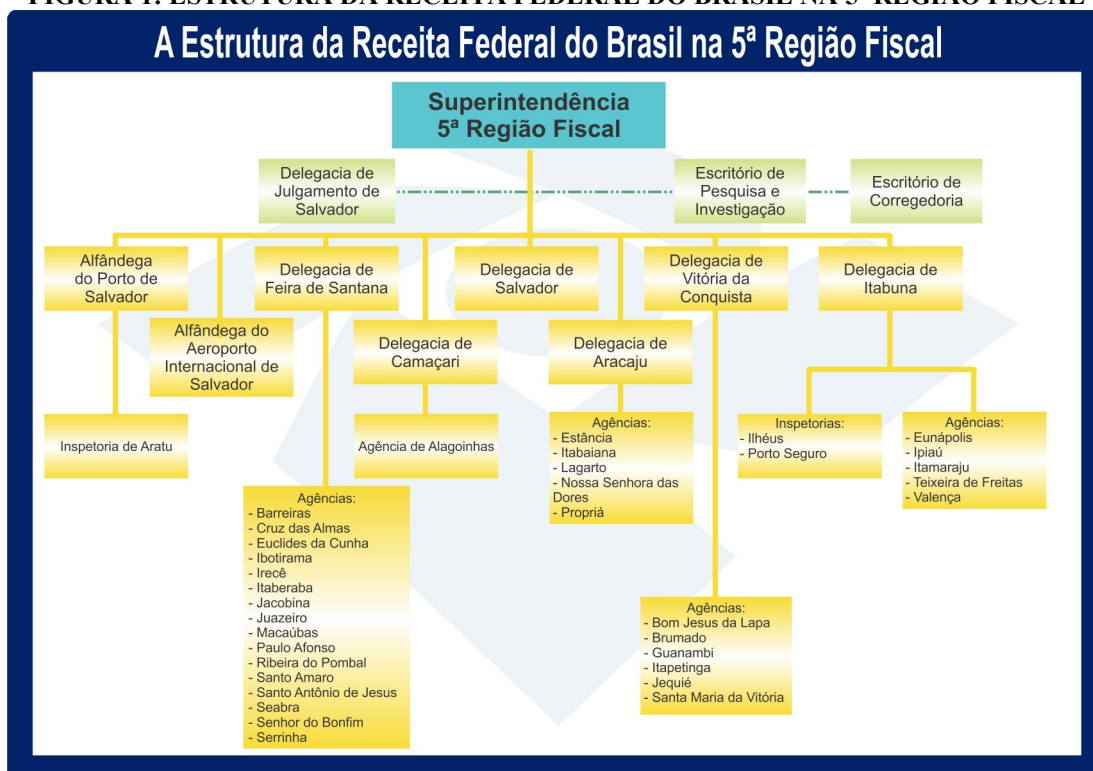 FIGURA 1: ESTRUTURA DA RECEITA FEDERAL DO BRASIL NA 5ª REGIÃO FISCAL
A Estrutura da Receita Federal do Brasil na 5ª Região Fiscal
Superintendência
5ª Região Fiscal
Delegacia de
Julgamento de
Salvador
Escritório de
Pesquisa e
Investigação
Escritório de
Corregedoria
Alfândega
do Porto de
Salvador
Alfândega do
Aeroporto
Internacional de
Salvador
Delegacia de
Feira de Santana
Delegacia de
Camaçari
Delegacia de
Salvador
Delegacia de
Aracaju
Delegacia de
Vitória da
Conquista
Delegacia de
Itabuna
Inspetoria de Aratu
Agência de Alagoinhas
Agências:
- Estância
- Itabaiana
- Lagarto
- Nossa Senhora das
Dores
- Propriá
Inspetorias:
- Ilhéus
- Porto Seguro
Agências:
- Eunápolis
- Ipiaú
- Itamaraju
- Teixeira de Freitas
- Valença
Agências:
- Barreiras
- Cruz das Almas
- Euclides da Cunha
- Ibotirama
- Irecê
- Itaberaba
- Jacobina
- Juazeiro
- Macaúbas
- Paulo Afonso
- Ribeira do Pombal
- Santo Amaro
- Santo Antônio de Jesus
- Seabra
- Senhor do Bonfim
- Serrinha
Agências:
- Bom Jesus da Lapa
- Brumado
- Guanambi
- Itapetinga
- Jequié
- Santa Maria da Vitória